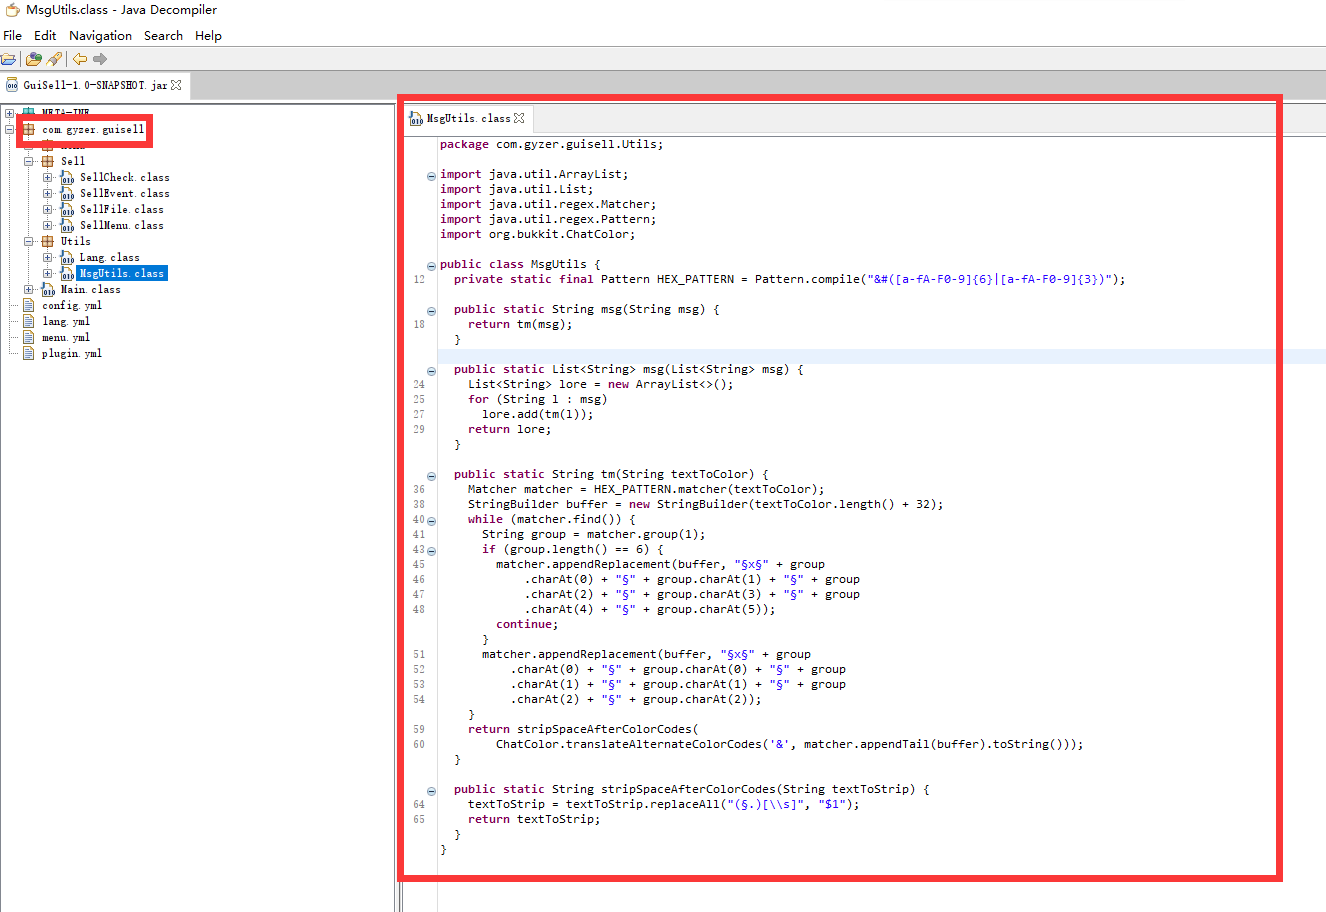 MsgUtils.class - Java Decompiler
File Edit Navigation Search Help
GuiSell-1.0-SNAPSHOT.jar
META-INF
com.gyzer.guisell
Sell
SellCheck.class
SellEvent.class
SellFile.class
SellMenu.class
Utils
Lang.class
MsgUtils.class
Main.class
config.yml
lang.yml
menu.yml
plugin.yml
MsgUtils.class
package com.gyzer.guisell.Utils;
import java.util.ArrayList;
import java.util.List;
import java.util.regex.Matcher;
import java.util.regex.Pattern;
import org.bukkit.ChatColor;
public class MsgUtils {
12 private static final Pattern HEX_PATTERN = Pattern.compile("&#([a-fA-F0-9]{6}|[a-fA-F0-9]{3})");
public static String msg(String msg) {
18 return tm(msg);
}
public static List<String> msg(List<String> msg) {
24 List<String> lore = new ArrayList<>();
25 for (String l : msg)
27 lore.add(tm(l));
29 return lore;
}
public static String tm(String textToColor) {
36 Matcher matcher = HEX_PATTERN.matcher(textToColor);
38 StringBuilder buffer = new StringBuilder(textToColor.length() + 32);
40 while (matcher.find()) {
41 String group = matcher.group(1);
43 if (group.length() == 6) {
45 matcher.appendReplacement(buffer, "§x§" + group
46 .charAt(0) + "§" + group.charAt(1) + "§" + group
47 .charAt(2) + "§" + group.charAt(3) + "§" + group
48 .charAt(4) + "§" + group.charAt(5));
continue;
}
51 matcher.appendReplacement(buffer, "§x§" + group
52 .charAt(0) + "§" + group.charAt(0) + "§" + group
53 .charAt(1) + "§" + group.charAt(1) + "§" + group
54 .charAt(2) + "§" + group.charAt(2));
}
59 return stripSpaceAfterColorCodes(
60 ChatColor.translateAlternateColorCodes('&', matcher.appendTail(buffer).toString()));
}
public static String stripSpaceAfterColorCodes(String textToStrip) {
64 textToStrip = textToStrip.replaceAll("(§.)[\\s]", "$1");
65 return textToStrip;
}
}